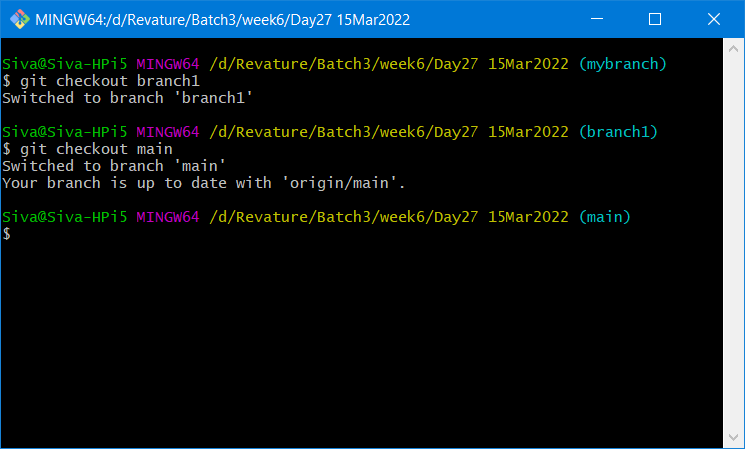 MINGW64:/d/Revature/Batch3/week6/Day27 15Mar2022
Siva@Siva-HPi5 MINGW64 /d/Revature/Batch3/week6/Day27 15Mar2022 (mybranch)
$ git checkout branch1
Switched to branch 'branch1'
Siva@Siva-HPi5 MINGW64 /d/Revature/Batch3/week6/Day27 15Mar2022 (branch1)
$ git checkout main
Switched to branch 'main'
Your branch is up to date with 'origin/main'.
Siva@Siva-HPi5 MINGW64 /d/Revature/Batch3/week6/Day27 15Mar2022 (main)
$